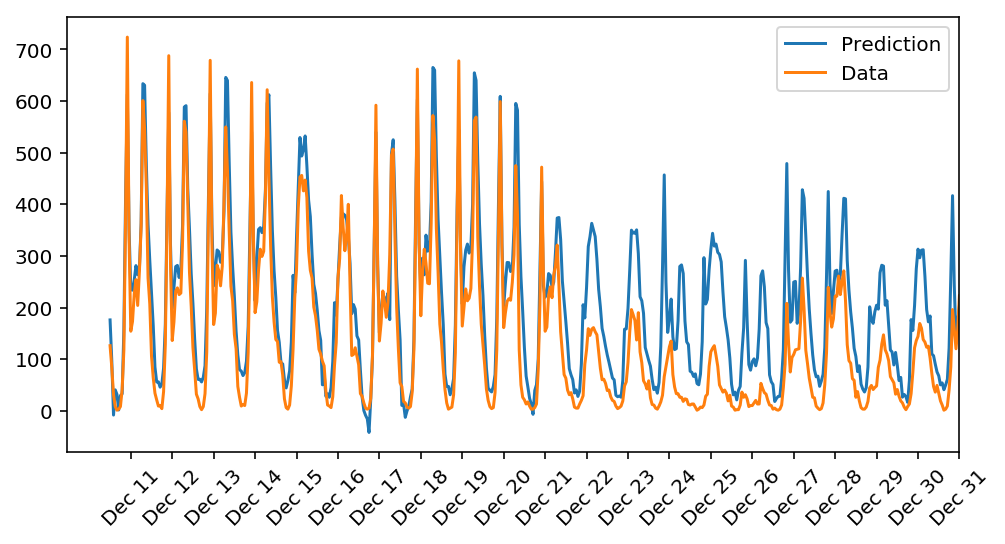 Prediction
Data
700
600
500
400
300
200
100
0
Dec 11
Dec 12
Dec 13
Dec 14
Dec 15
Dec 16
Dec 17
Dec 18
Dec 19
Dec 20
Dec 21
Dec 22
Dec 23
Dec 24
Dec 25
Dec 26
Dec 27
Dec 28
Dec 29
Dec 30
Dec 31